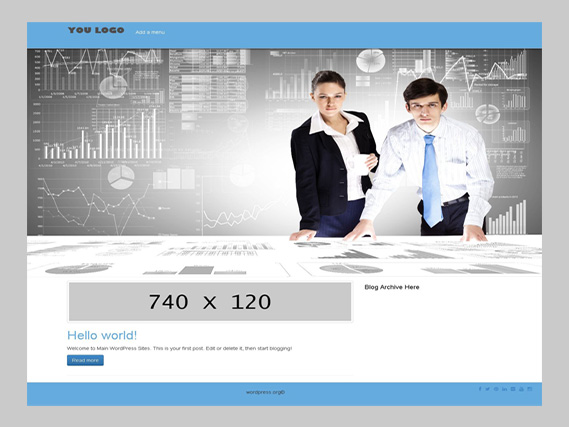 YOU LOGO
Add a menu
740 x 120
Blog Archive Here
Hello world!
Welcome to Main WordPress Sites. This is your first post. Edit or delete it, then start blogging!
Read more
wordpress.org©